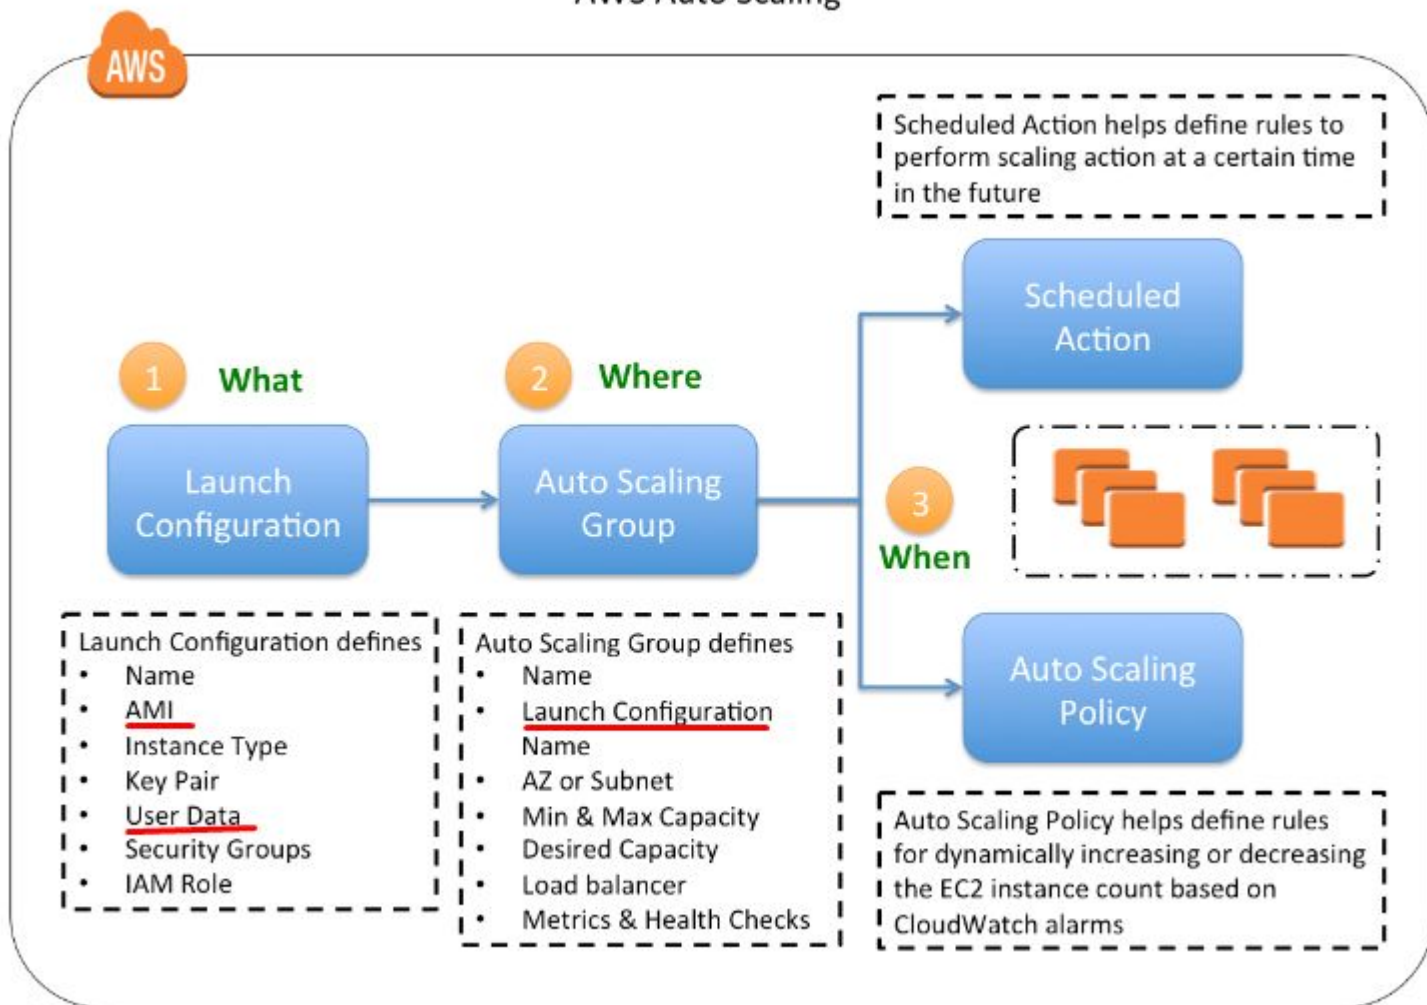 AWS Auto Scaling
AWS
Scheduled Action helps define rules to
perform scaling action at a certain time
in the future
Scheduled
Action
1
What
2
Where
Launch
Configuration
Auto Scaling
Group
3
When
Launch Configuration defines
• Name
• AMI
• Instance Type
• Key Pair
• User Data
• Security Groups
• IAM Role
Auto Scaling Group defines
• Name
• Launch Configuration
Name
• AZ or Subnet
• Min & Max Capacity
• Desired Capacity
• Load balancer
• Metrics & Health Checks
Auto Scaling
Policy
Auto Scaling Policy helps define rules
for dynamically increasing or decreasing
the EC2 instance count based on
CloudWatch alarms